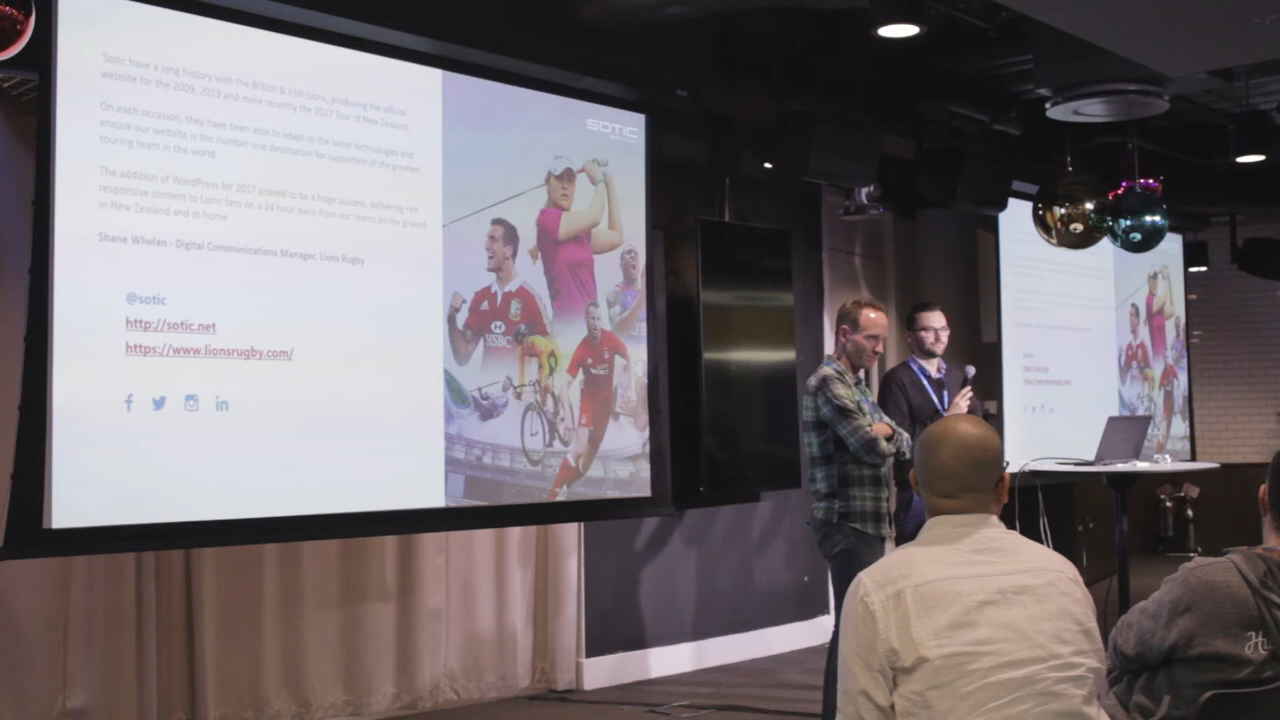 SOTIC
'Sotic have a long history with the British & Irish Lions, producing the official
website for the 2009, 2013 and more recently the 2017 Tour of New Zealand.
On each occasion, they have been able to adapt to the latest technologies and
ensure our website is the number one destination for supporters of the greatest
touring team in the world
The addition of WordPress for 2017 proved to be a huge success, delivering rich
responsive content to Lions fans on a 24 hour basis from our teams on the ground
in New Zealand and at home'
Shane Whelan - Digital Communications Manager, Lions Rugby
@sotic
http://sotic.net
https://www.lionsrugby.com/
HSBC